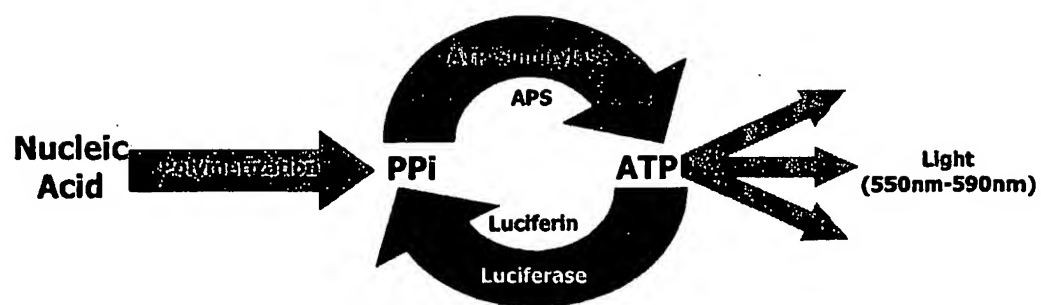 ATP Sulfurylase
APS
Nucleic
Acid
Polymerization
PPi
ATP
Light
(550nm-590nm)
Luciferin
Luciferase